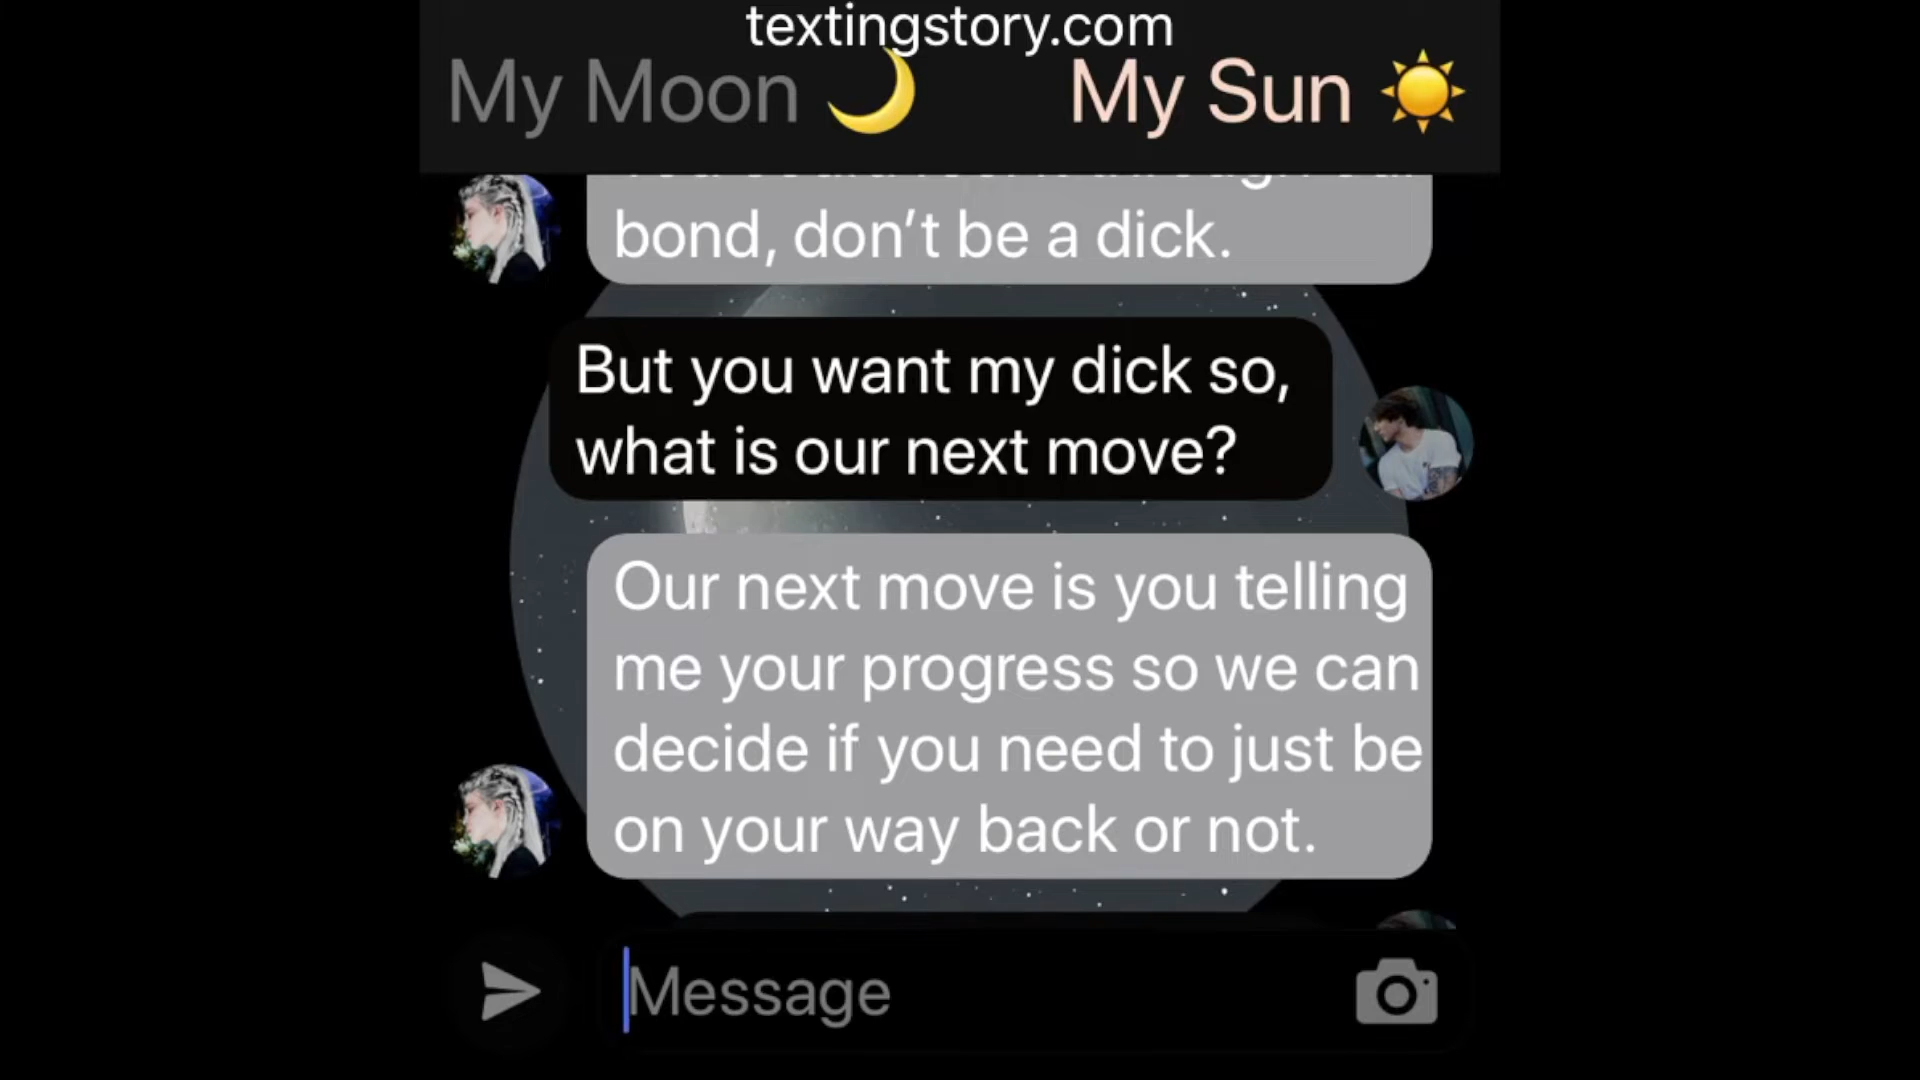 textingstory.com
My Moon 🌙 My Sun ☀️
bond, don’t be a dick.
But you want my dick so,
what is our next move?
Our next move is you telling
me your progress so we can
decide if you need to just be
on your way back or not.
Message